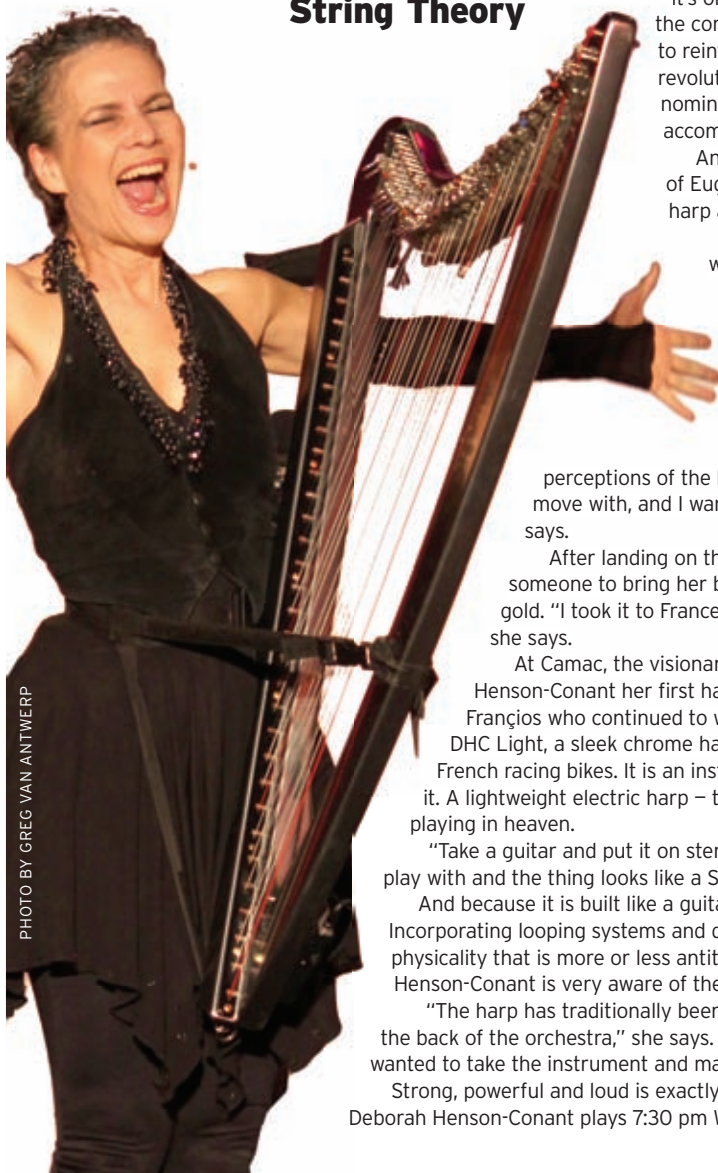 String Theory
It's o
the con
to rein
revolut
nomin
accom
An
of Eug
harp a
w
perceptions of the
move with, and I wan
says.
After landing on th
someone to bring her b
gold. "I took it to France
she says.
At Camac, the visionar
Henson-Conant her first ha
Françios who continued to w
DHC Light, a sleek chrome ha
French racing bikes. It is an inst
it. A lightweight electric harp – t
playing in heaven.
"Take a guitar and put it on ster
play with and the thing looks like a S
And because it is built like a guita
Incorporating looping systems and d
physicality that is more or less antit
Henson-Conant is very aware of the
"The harp has traditionally been
the back of the orchestra," she says.
wanted to take the instrument and ma
Strong, powerful and loud is exactly
Deborah Henson-Conant plays 7:30 pm W
PHOTO BY GREG VAN ANTWERP